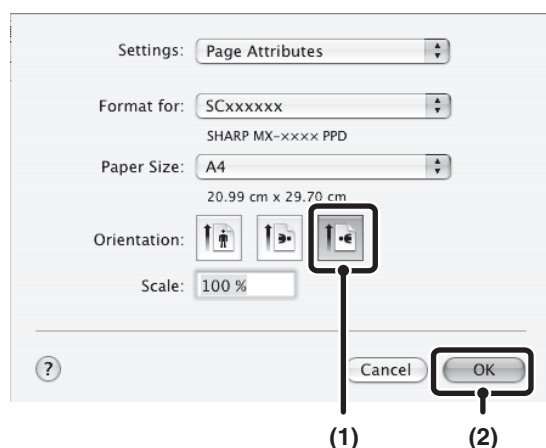 Settings: Page Attributes
Format for: SCxxxxxx
SHARP MX-xxxx PPD
Paper Size: A4
20.99 cm x 29.70 cm
Orientation:
Scale: 100 %
? Cancel OK
(1) (2)